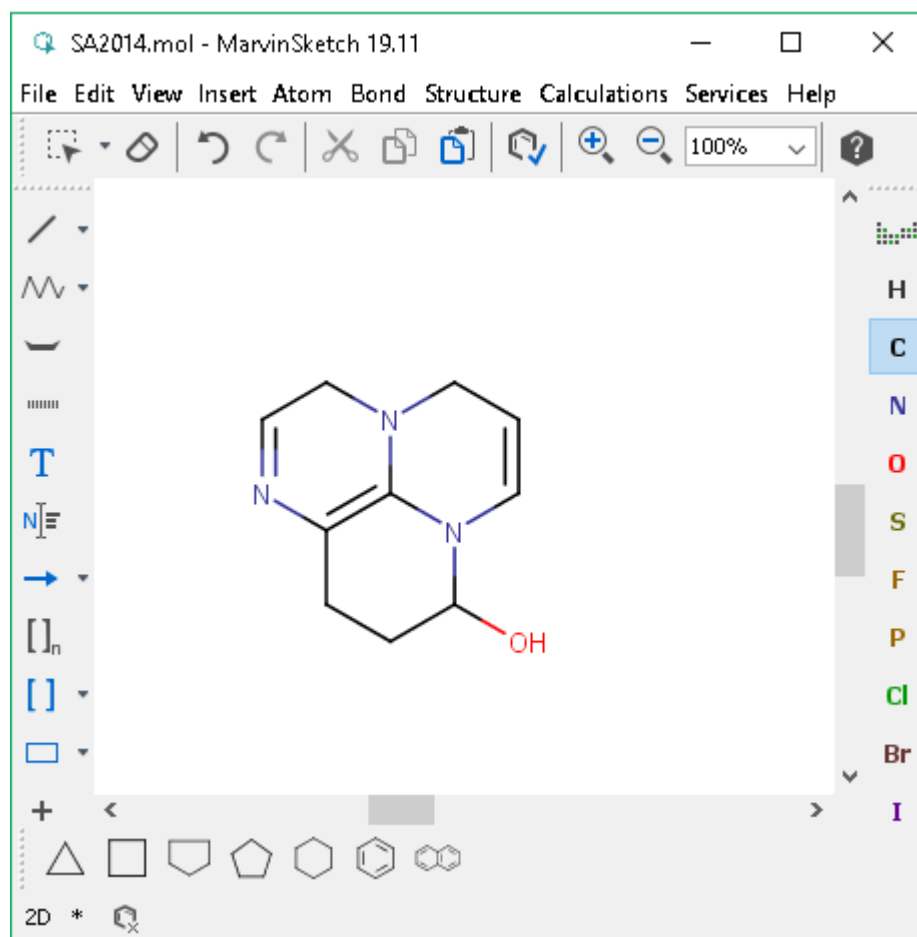 SA2014.mol - MarvinSketch 19.11
File Edit View Insert Atom Bond Structure Calculations Services Help
100%
?
H
C
N
O
S
F
P
Cl
Br
I
T
N
[ ]n
[ ]
N
N
N
OH
2D *